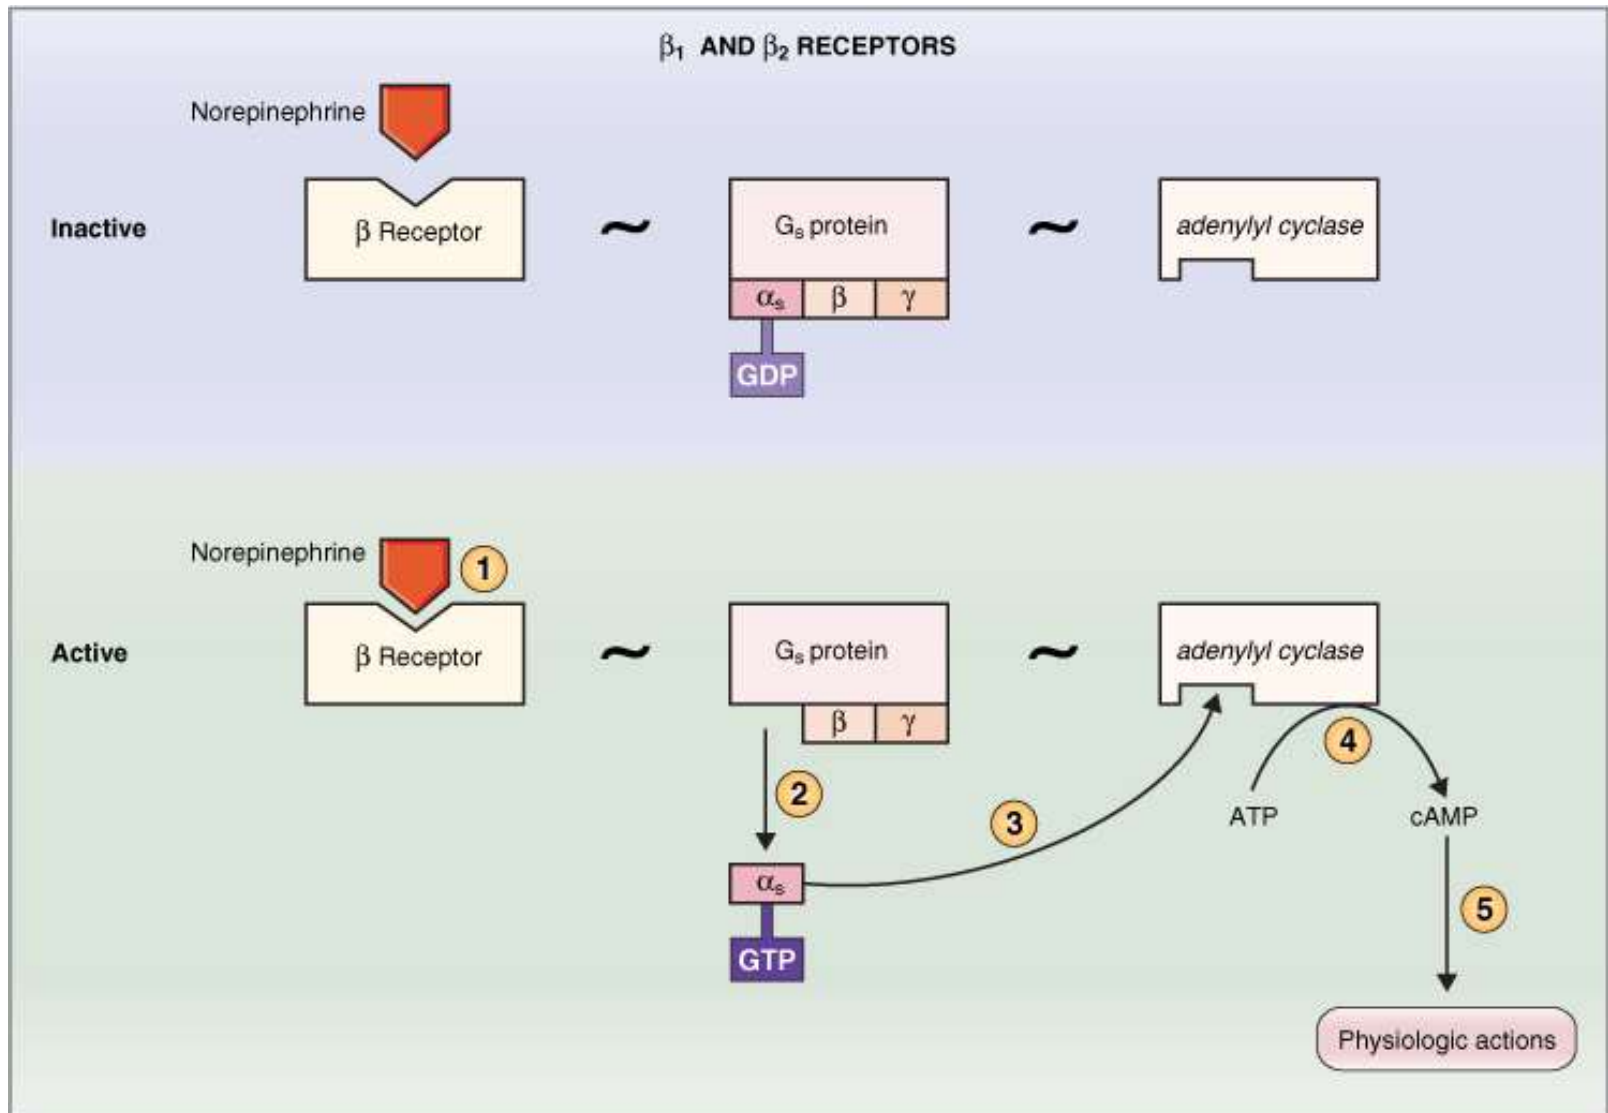 β₁ AND β₂ RECEPTORS
Norepinephrine
Inactive
β Receptor
~
Gₛ protein
~
adenylyl cyclase
αₛ β γ
GDP
Norepinephrine
1
Active
β Receptor
~
Gₛ protein
~
adenylyl cyclase
β γ
4
2
3
ATP
cAMP
αₛ
5
GTP
Physiologic actions